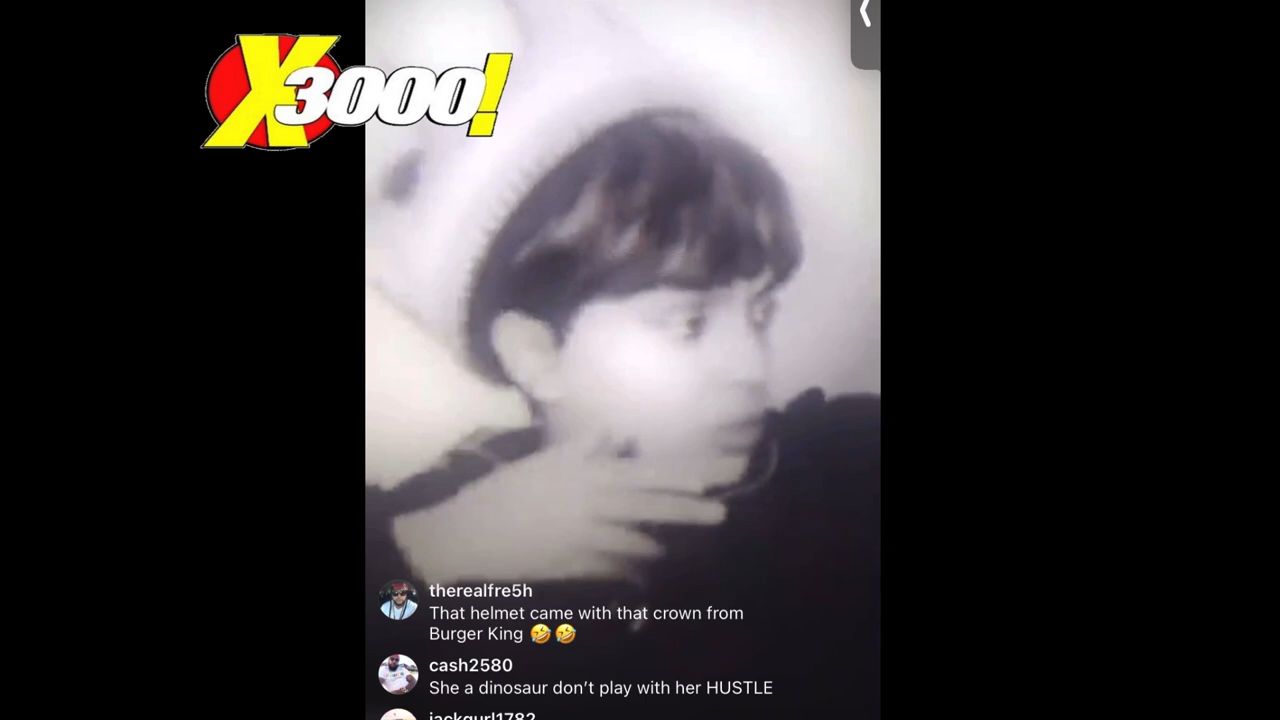 X3000!
therealfre5h
That helmet came with that crown from
Burger King 🤣🤣
cash2580
She a dinosaur don’t play with her HUSTLE
jackgurl1782